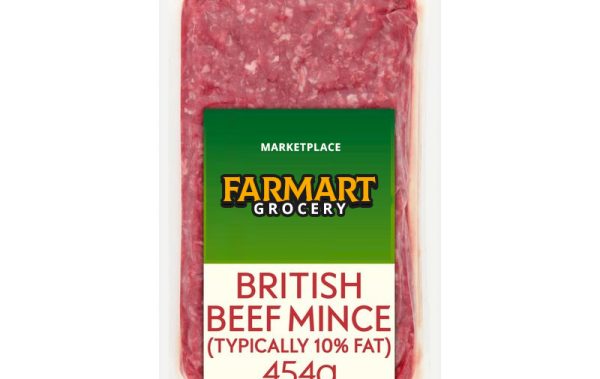 MARKETPLACE
FARMART
GROCERY
BRITISH
BEEF MINCE
(TYPICALLY 10% FAT)
454g